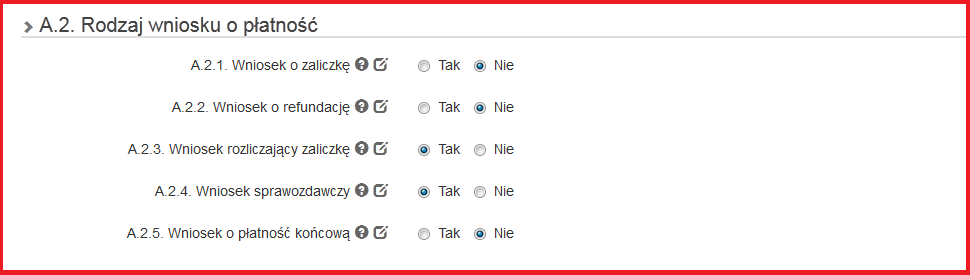 A.2. Rodzaj wniosku o płatność
A.2.1. Wniosek o zaliczkę Tak Nie
A.2.2. Wniosek o refundację Tak Nie
A.2.3. Wniosek rozliczający zaliczkę Tak Nie
A.2.4. Wniosek sprawozdawczy Tak Nie
A.2.5. Wniosek o płatność końcową Tak Nie